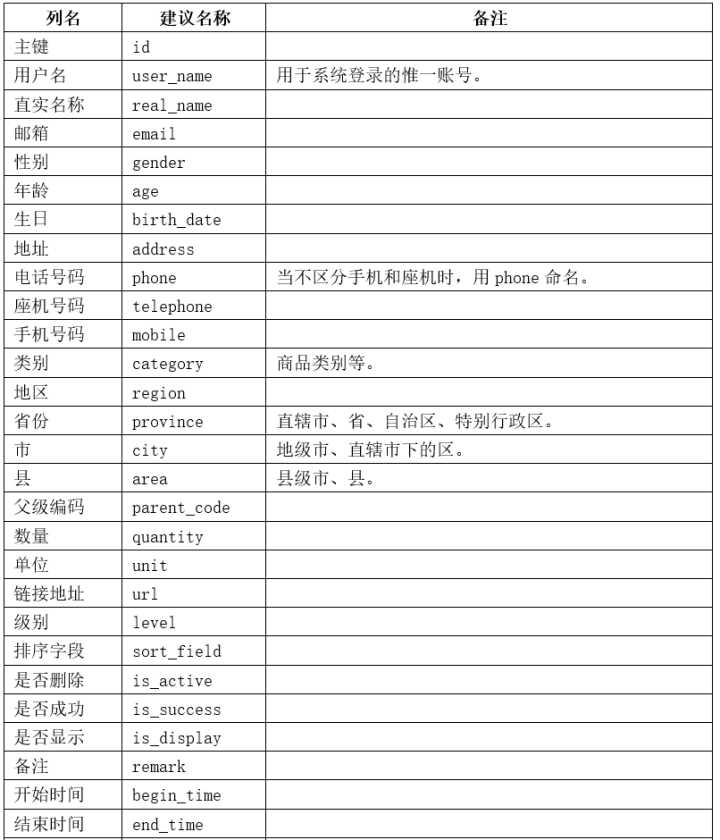 列名 建议名称 备注
主键 id
用户名 user_name 用于系统登录的惟一账号。
直实名称 real_name
邮箱 email
性别 gender
年龄 age
生日 birth_date
地址 address
电话号码 phone 当不区分手机和座机时，用 phone 命名。
座机号码 telephone
手机号码 mobile
类别 category 商品类别等。
地区 region
省份 province 直辖市、省、自治区、特别行政区。
市 city 地级市、直辖市下的区。
县 area 县级市、县。
父级编码 parent_code
数量 quantity
单位 unit
链接地址 url
级别 level
排序字段 sort_field
是否删除 is_active
是否成功 is_success
是否显示 is_display
备注 remark
开始时间 begin_time
结束时间 end_time